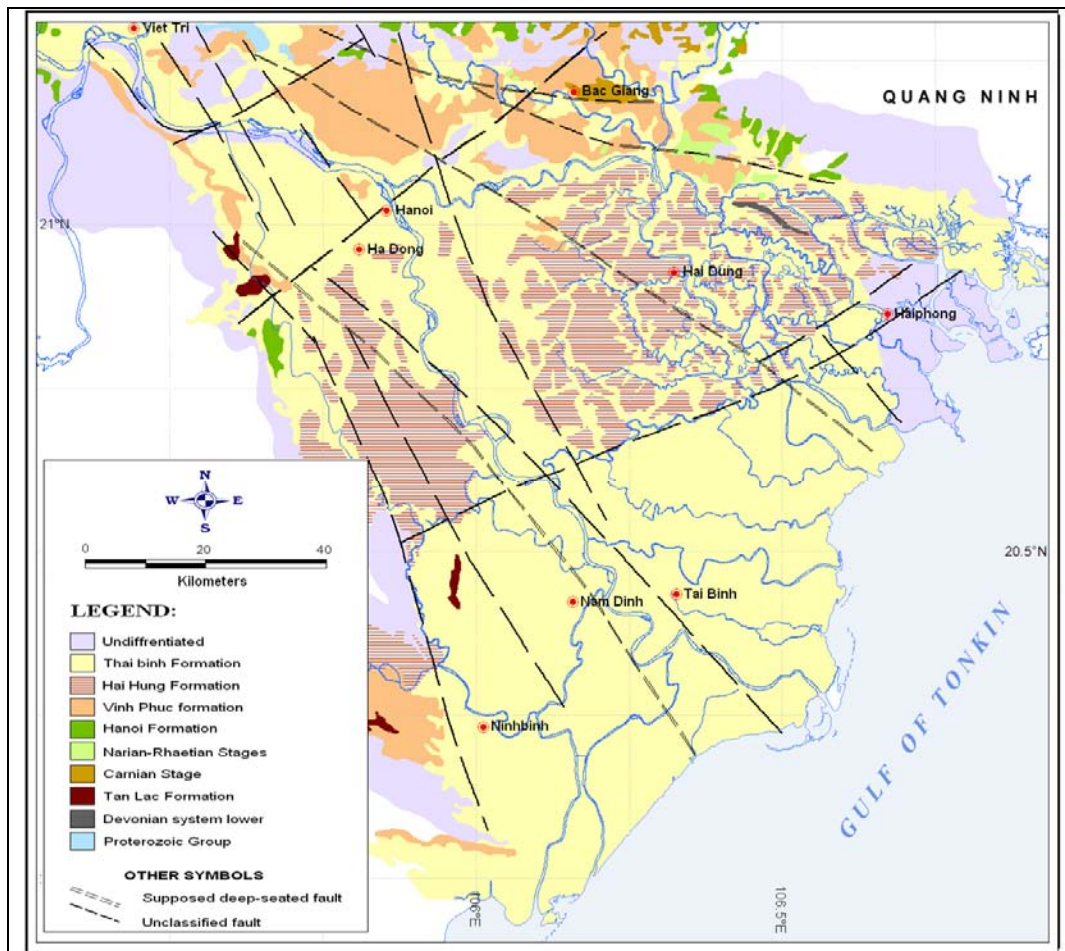 Viet Tri
Bac Giang
QUANG NINH
Hanoi
21°N
Ha Dong
Hai Dung
Haiphong
N
W E
S
0 20 40
Kilometers
20.5°N
Nam Dinh
Tai Binh
LEGEND:
Undiffrentiated
Thai binh Formation
Hai Hung Formation
Vinh Phuc formation
Hanoi Formation
Narian-Rhaetian Stages
Carnian Stage
Tan Lac Formation
Devonian system lower
Proterozoic Group
OTHER SYMBOLS
Supposed deep-seated fault
Unclassified fault
Ninhbinh
GULF OF TONKIN
106°E
106.5°E